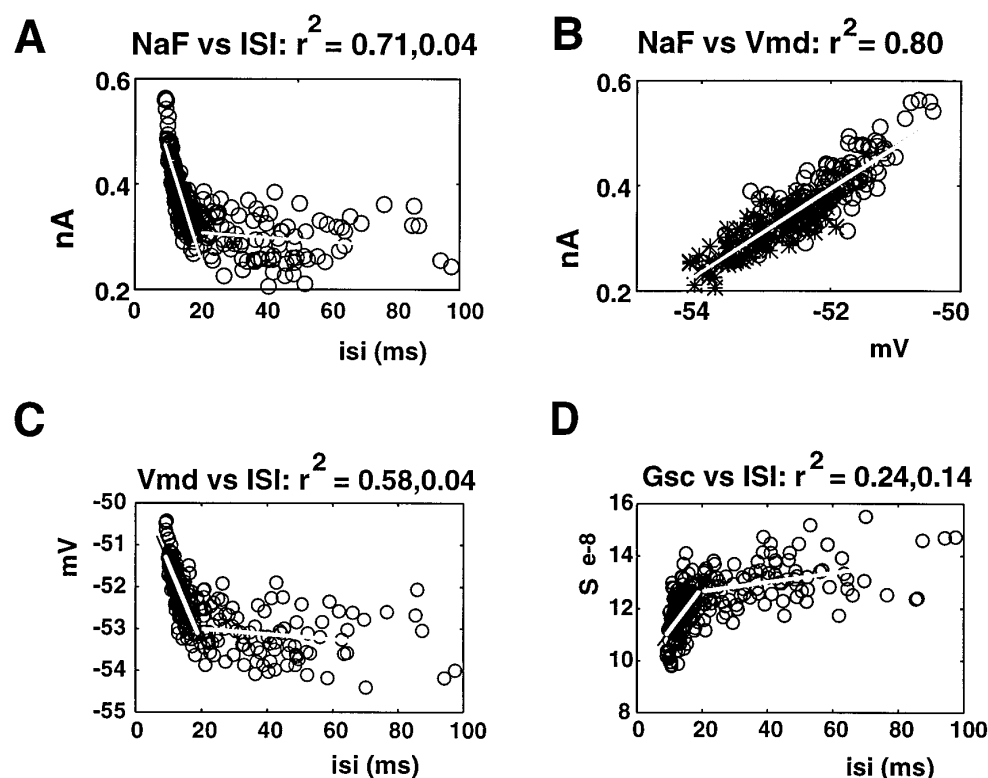 A
NaF vs ISI: r² = 0.71,0.04
nA
0.6
0.4
0.2
0 20 40 60 80 100
isi (ms)
B
NaF vs Vmd: r² = 0.80
nA
0.6
0.4
0.2
-54 -52 -50
mV
C
Vmd vs ISI: r² = 0.58,0.04
mV
-50
-51
-52
-53
-54
-55
0 20 40 60 80 100
isi (ms)
D
Gsc vs ISI: r² = 0.24,0.14
S e-8
16
14
12
10
8
0 20 40 60 80 100
isi (ms)